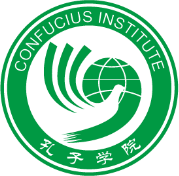 CONFUCIUS INSTITUTE
孔子学院